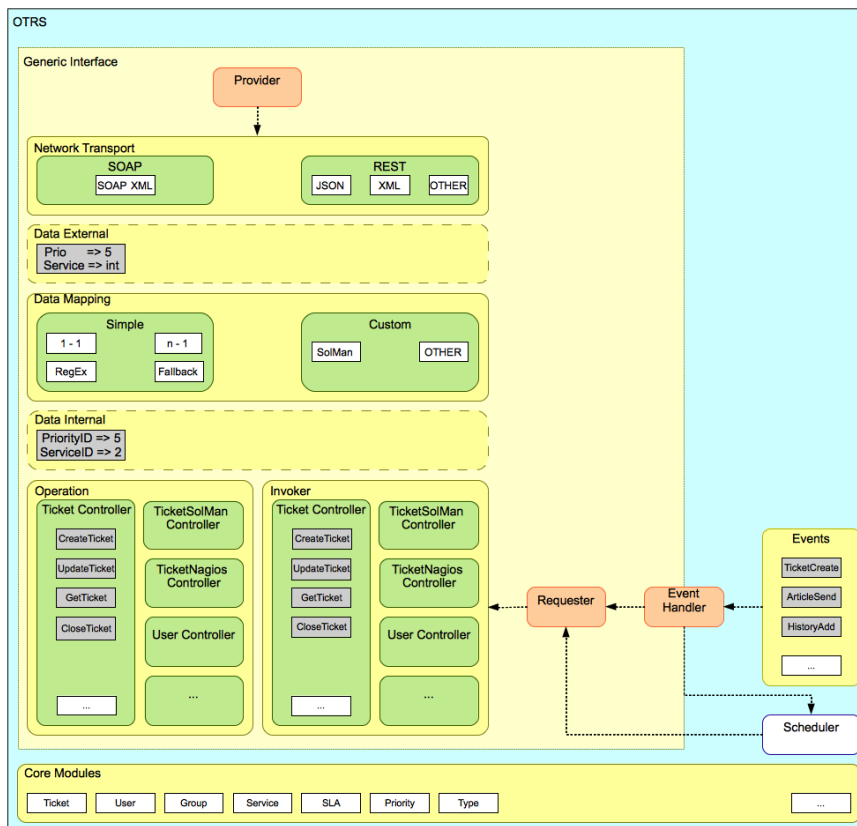 OTRS
Generic Interface
Provider
Network Transport
SOAP
SOAP XML
REST
JSON
XML
OTHER
Data External
Prio => 5
Service => int
Data Mapping
Simple
1 - 1
n - 1
RegEx
Fallback
Custom
SolMan
OTHER
Data Internal
PriorityID => 5
ServiceID => 2
Operation
Ticket Controller
CreateTicket
UpdateTicket
GetTicket
CloseTicket
...
TicketSolMan
Controller
TicketNagios
Controller
User Controller
...
Invoker
Ticket Controller
CreateTicket
UpdateTicket
GetTicket
CloseTicket
...
TicketSolMan
Controller
TicketNagios
Controller
User Controller
...
Requester
Event
Handler
Events
TicketCreate
ArticleSend
HistoryAdd
...
Scheduler
Core Modules
Ticket
User
Group
Service
SLA
Priority
Type
...